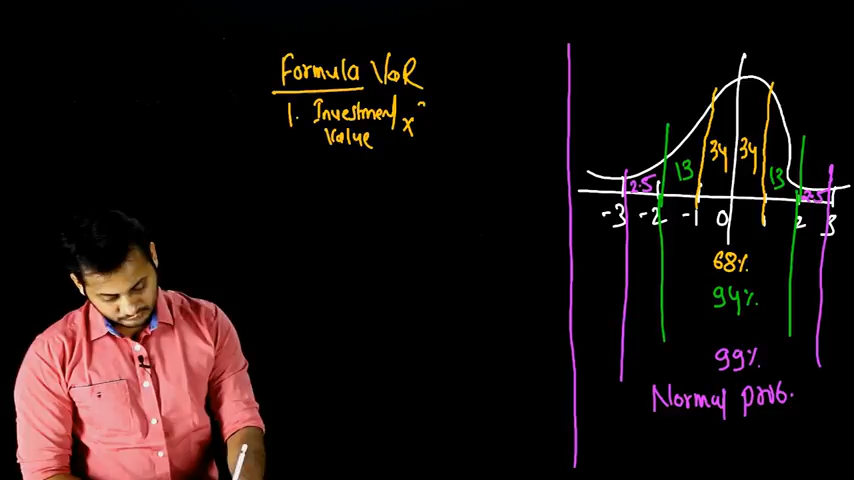 Formula VaR
1. Investment x
Value
34 34
13 13
2.5 2.5
-3 -2 -1 0 1 2 3
68%
94%
99%
Normal prob.